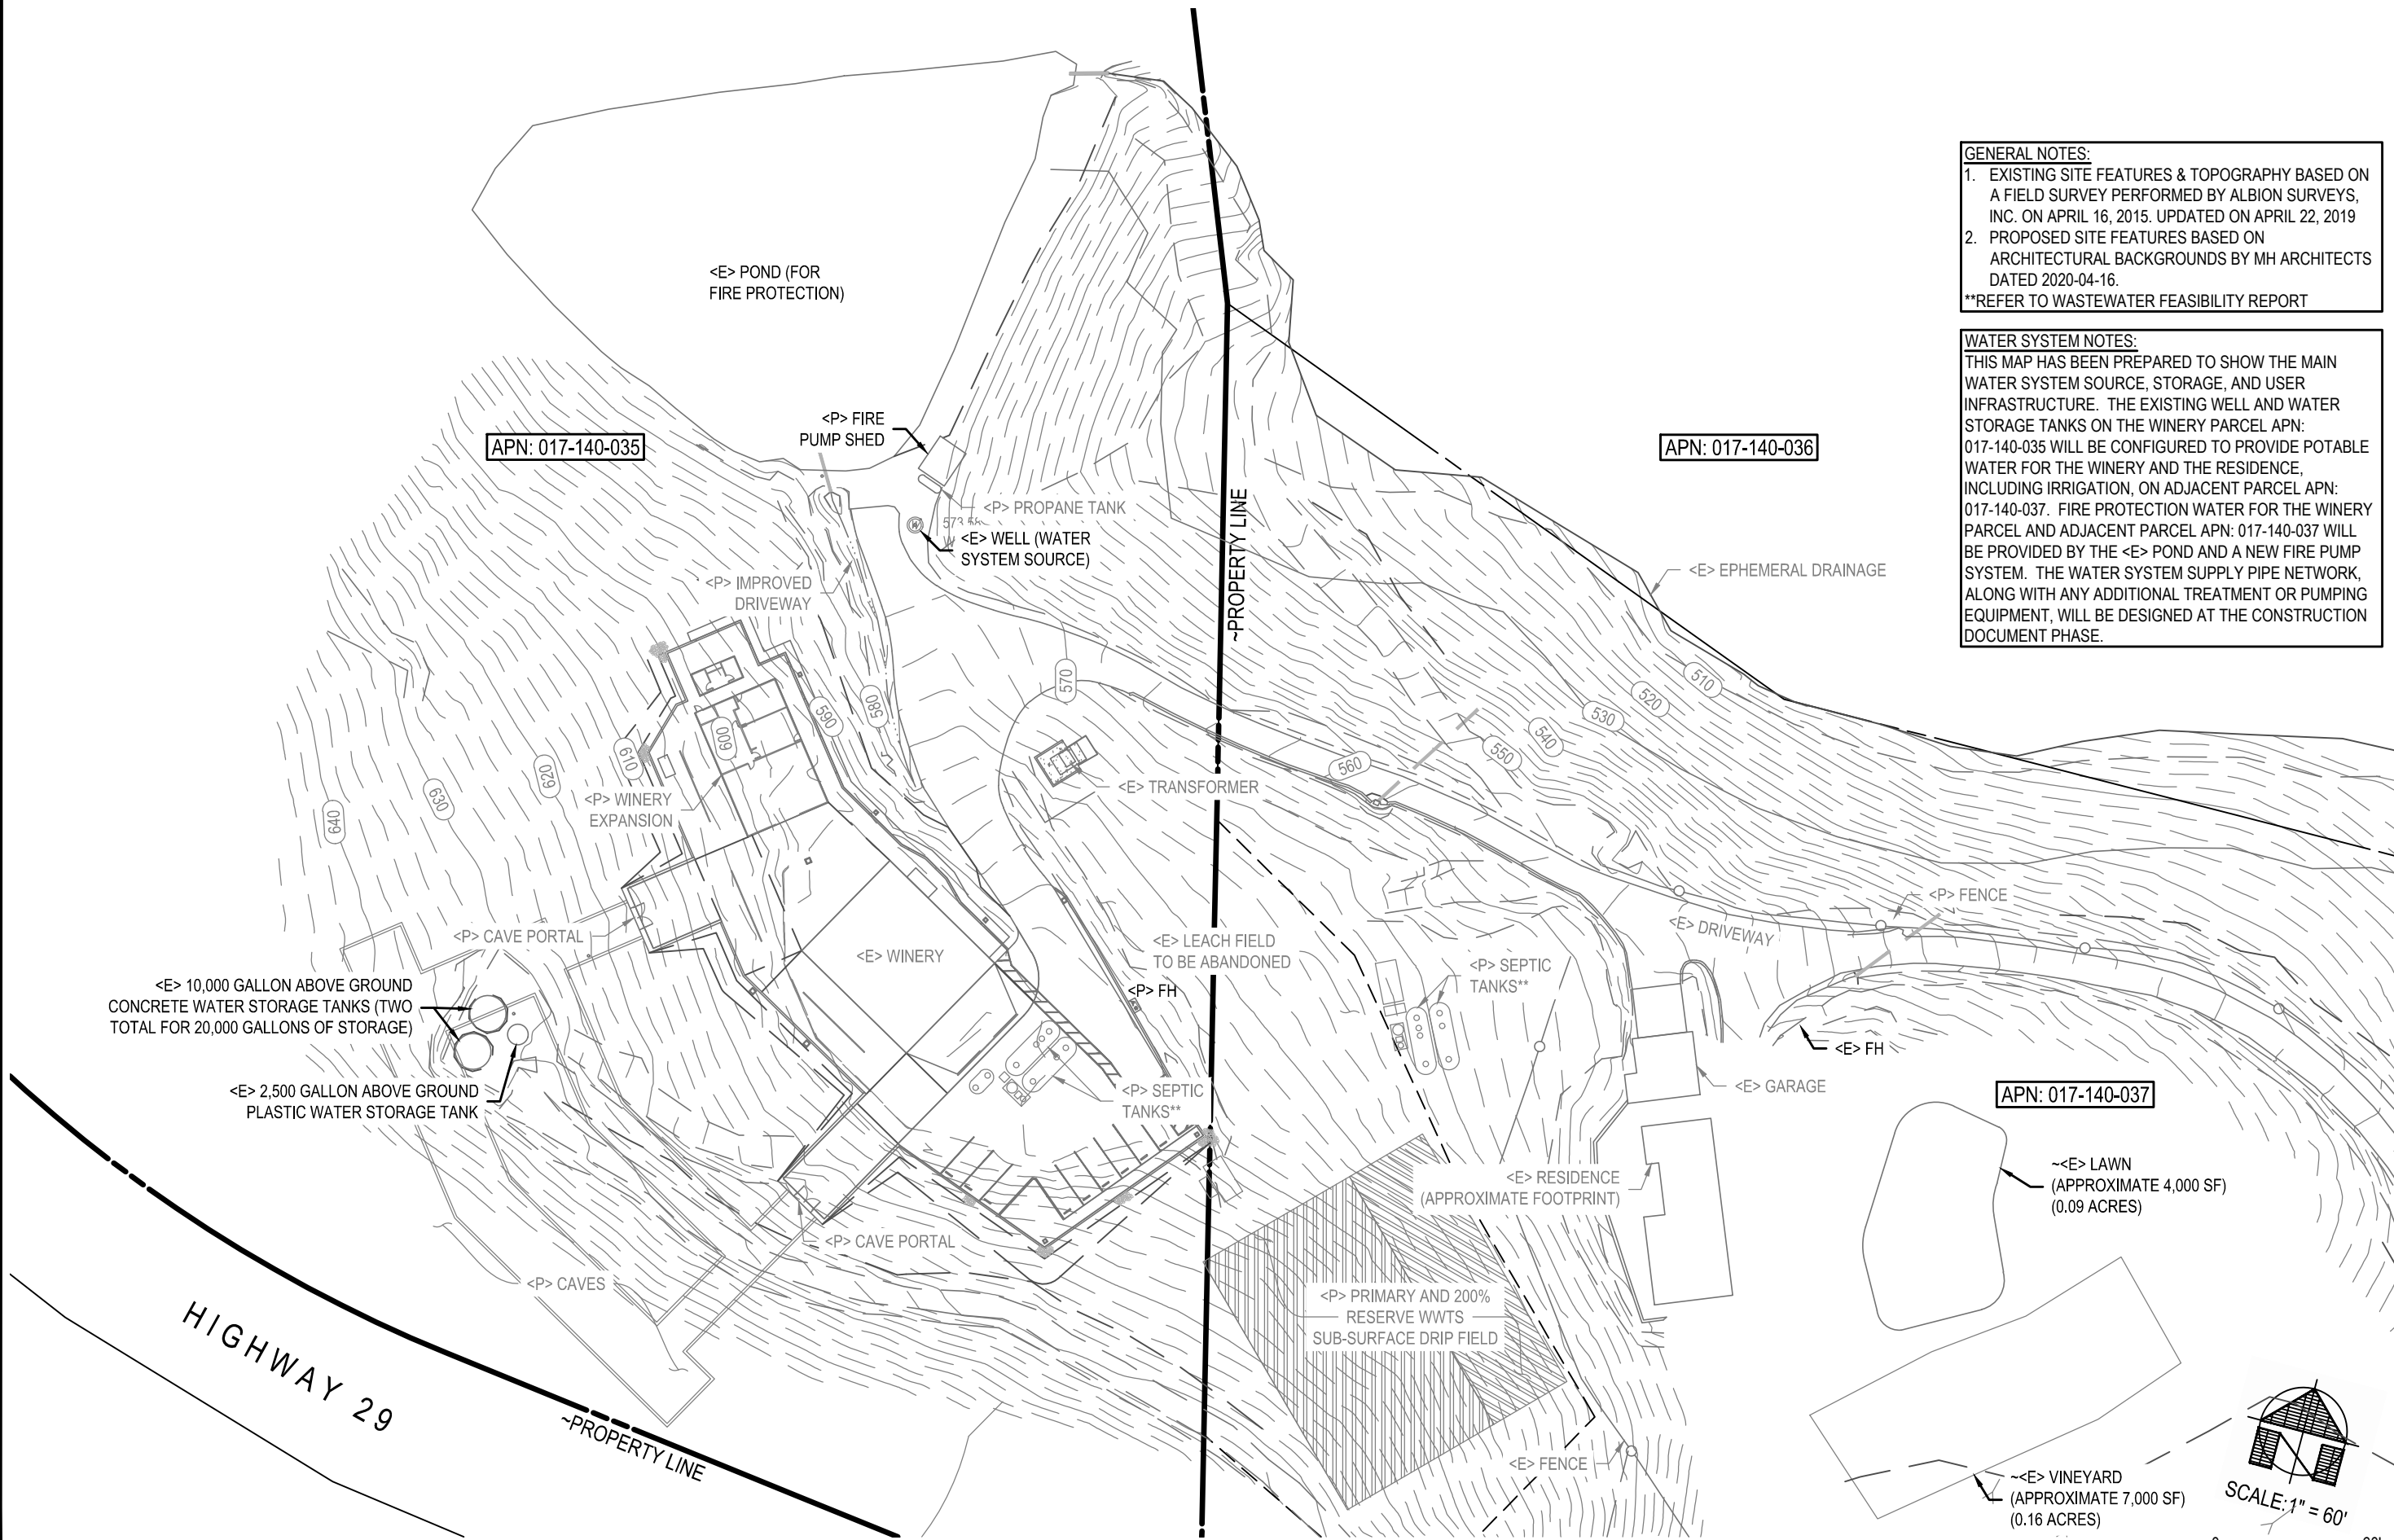 GENERAL NOTES:
1. EXISTING SITE FEATURES & TOPOGRAPHY BASED ON
A FIELD SURVEY PERFORMED BY ALBION SURVEYS,
INC. ON APRIL 16, 2015. UPDATED ON APRIL 22, 2019
2. PROPOSED SITE FEATURES BASED ON
ARCHITECTURAL BACKGROUNDS BY MH ARCHITECTS
DATED 2020-04-16.
**REFER TO WASTEWATER FEASIBILITY REPORT
WATER SYSTEM NOTES:
THIS MAP HAS BEEN PREPARED TO SHOW THE MAIN
WATER SYSTEM SOURCE, STORAGE, AND USER
INFRASTRUCTURE. THE EXISTING WELL AND WATER
STORAGE TANKS ON THE WINERY PARCEL APN:
017-140-035 WILL BE CONFIGURED TO PROVIDE POTABLE
WATER FOR THE WINERY AND THE RESIDENCE,
INCLUDING IRRIGATION, ON ADJACENT PARCEL APN:
017-140-037. FIRE PROTECTION WATER FOR THE WINERY
PARCEL AND ADJACENT PARCEL APN: 017-140-037 WILL
BE PROVIDED BY THE <E> POND AND A NEW FIRE PUMP
SYSTEM. THE WATER SYSTEM SUPPLY PIPE NETWORK,
ALONG WITH ANY ADDITIONAL TREATMENT OR PUMPING
EQUIPMENT, WILL BE DESIGNED AT THE CONSTRUCTION
DOCUMENT PHASE.
<E> POND (FOR
FIRE PROTECTION)
<P> FIRE
PUMP SHED
APN: 017-140-035
APN: 017-140-036
<P> PROPANE TANK
W
<E> WELL (WATER
SYSTEM SOURCE)
~PROPERTY LINE
<P> IMPROVED
DRIVEWAY
<E> EPHEMERAL DRAINAGE
510
520
530
540
550
560
570
580
590
600
610
620
630
640
<E> TRANSFORMER
<P> WINERY
EXPANSION
<P> FENCE
<E> DRIVEWAY
<P> CAVE PORTAL
<E> WINERY
<E> LEACH FIELD
TO BE ABANDONED
<P> SEPTIC
TANKS**
<P> FH
<E> 10,000 GALLON ABOVE GROUND
CONCRETE WATER STORAGE TANKS (TWO
TOTAL FOR 20,000 GALLONS OF STORAGE)
<E> FH
<E> 2,500 GALLON ABOVE GROUND
PLASTIC WATER STORAGE TANK
<P> SEPTIC
TANKS**
<E> GARAGE
APN: 017-140-037
<E> RESIDENCE
(APPROXIMATE FOOTPRINT)
~<E> LAWN
(APPROXIMATE 4,000 SF)
(0.09 ACRES)
<P> CAVE PORTAL
<P> CAVES
<P> PRIMARY AND 200%
RESERVE WWTS
SUB-SURFACE DRIP FIELD
HIGHWAY 29
~PROPERTY LINE
<E> FENCE
~<E> VINEYARD
(APPROXIMATE 7,000 SF)
(0.16 ACRES)
SCALE: 1" = 60'